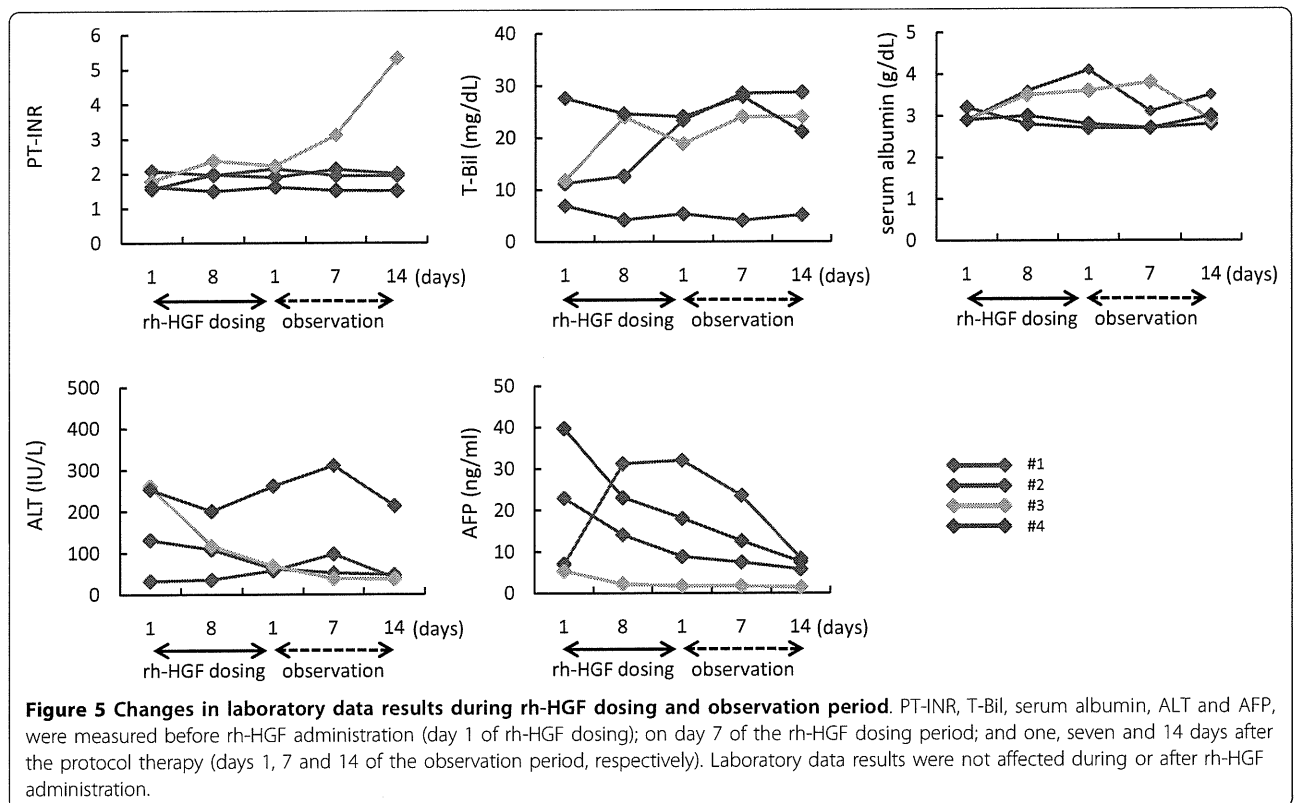 6
5
4
3
2
1
0
PT-INR
1 8 1 7 14 (days)
rh-HGF dosing observation
40
30
20
10
0
T-Bil (mg/dL)
1 8 1 7 14 (days)
rh-HGF dosing observation
5
4
3
2
1
0
serum albumin (g/dL)
1 8 1 7 14 (days)
rh-HGF dosing observation
500
400
300
200
100
0
ALT (IU/L)
1 8 1 7 14 (days)
rh-HGF dosing observation
50
40
30
20
10
0
AFP (ng/ml)
1 8 1 7 14 (days)
rh-HGF dosing observation
#1
#2
#3
#4
Figure 5 Changes in laboratory data results during rh-HGF dosing and observation period. PT-INR, T-Bil, serum albumin, ALT and AFP,
were measured before rh-HGF administration (day 1 of rh-HGF dosing); on day 7 of the rh-HGF dosing period; and one, seven and 14 days after
the protocol therapy (days 1, 7 and 14 of the observation period, respectively). Laboratory data results were not affected during or after rh-HGF
administration.